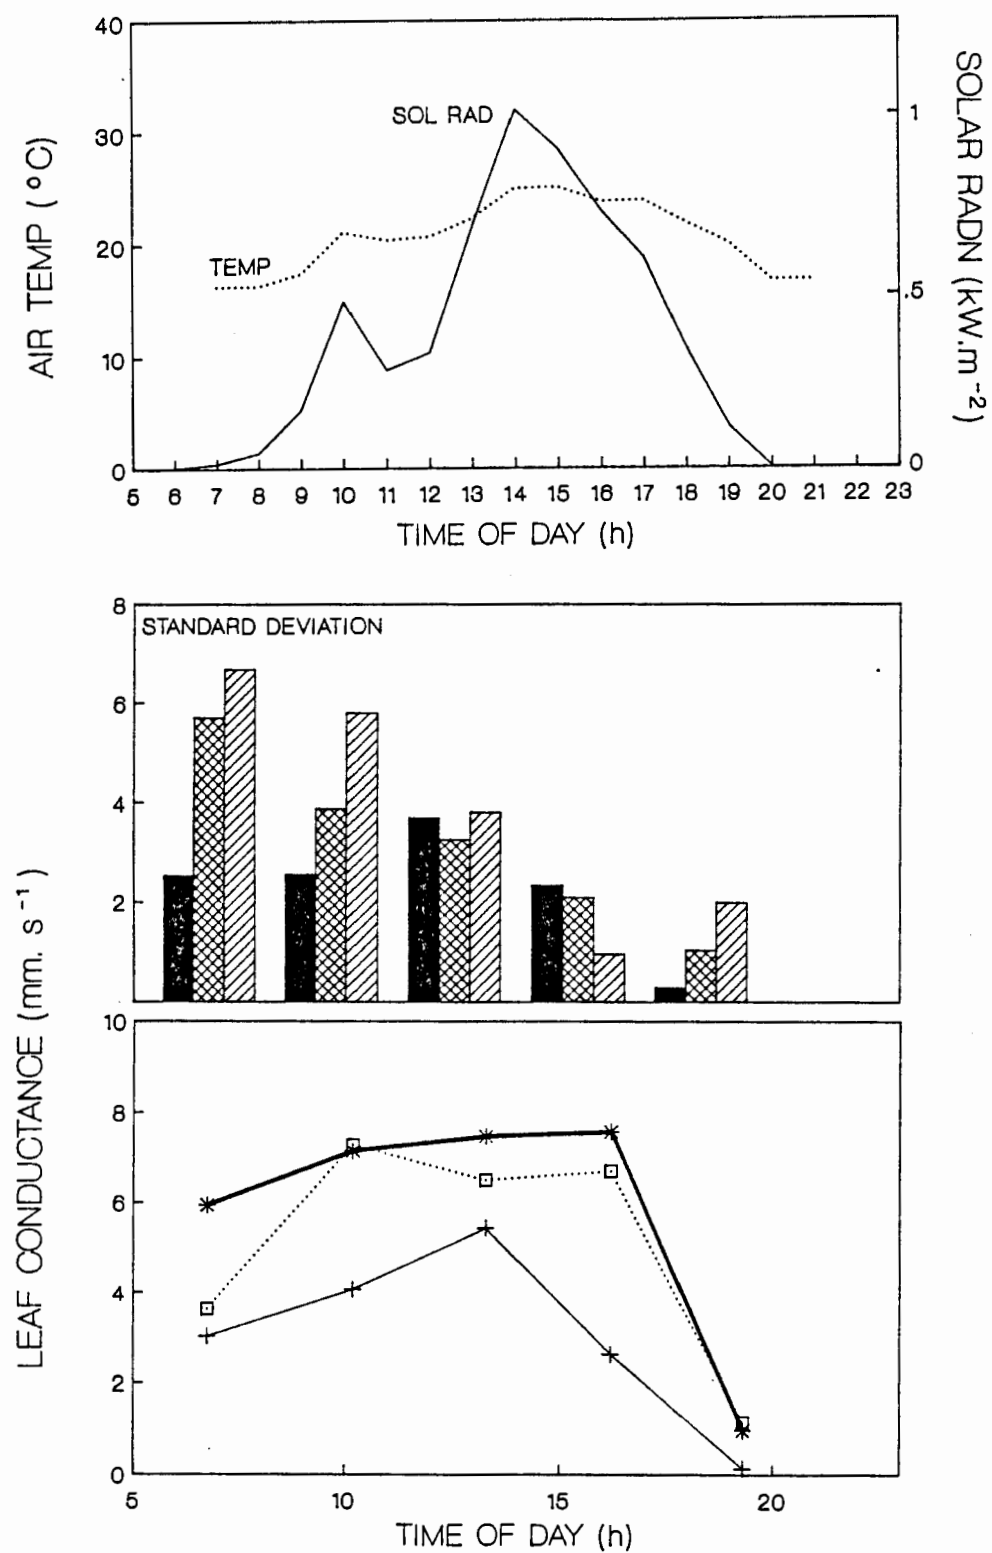 40
30
20
10
0
AIR TEMP (°C)
SOL RAD
TEMP
1
.5
0
SOLAR RADN (kW.m⁻²)
5 6 7 8 9 10 11 12 13 14 15 16 17 18 19 20 21 22 23
TIME OF DAY (h)
8
STANDARD DEVIATION
6
4
2
LEAF CONDUCTANCE (mm. s⁻¹)
10
8
6
4
2
0
5 10 15 20
TIME OF DAY (h)